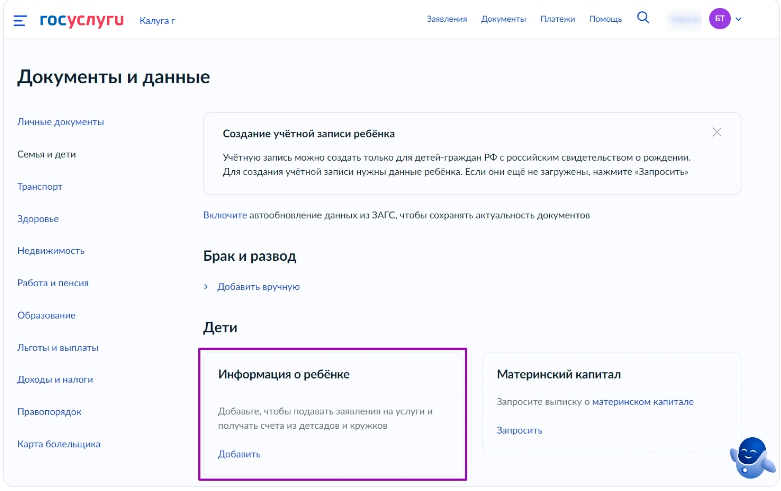 госуслуги Калуга г Заявления Документы Платежи Помощь БТ
Документы и данные
Личные документы
Семья и дети
Транспорт
Здоровье
Недвижимость
Работа и пенсия
Образование
Льготы и выплаты
Доходы и налоги
Правопорядок
Карта болельщика
Создание учётной записи ребёнка
Учётную запись можно создать только для детей-граждан РФ с российским свидетельством о рождении.
Для создания учётной записи нужны данные ребёнка. Если они ещё не загружены, нажмите «Запросить»
Включите автообновление данных из ЗАГС, чтобы сохранять актуальность документов
Брак и развод
Добавить вручную
Дети
Информация о ребёнке
Добавьте, чтобы подавать заявления на услуги и
получать счета из детсадов и кружков
Добавить
Материнский капитал
Запросите выписку о материнском капитале
Запросить